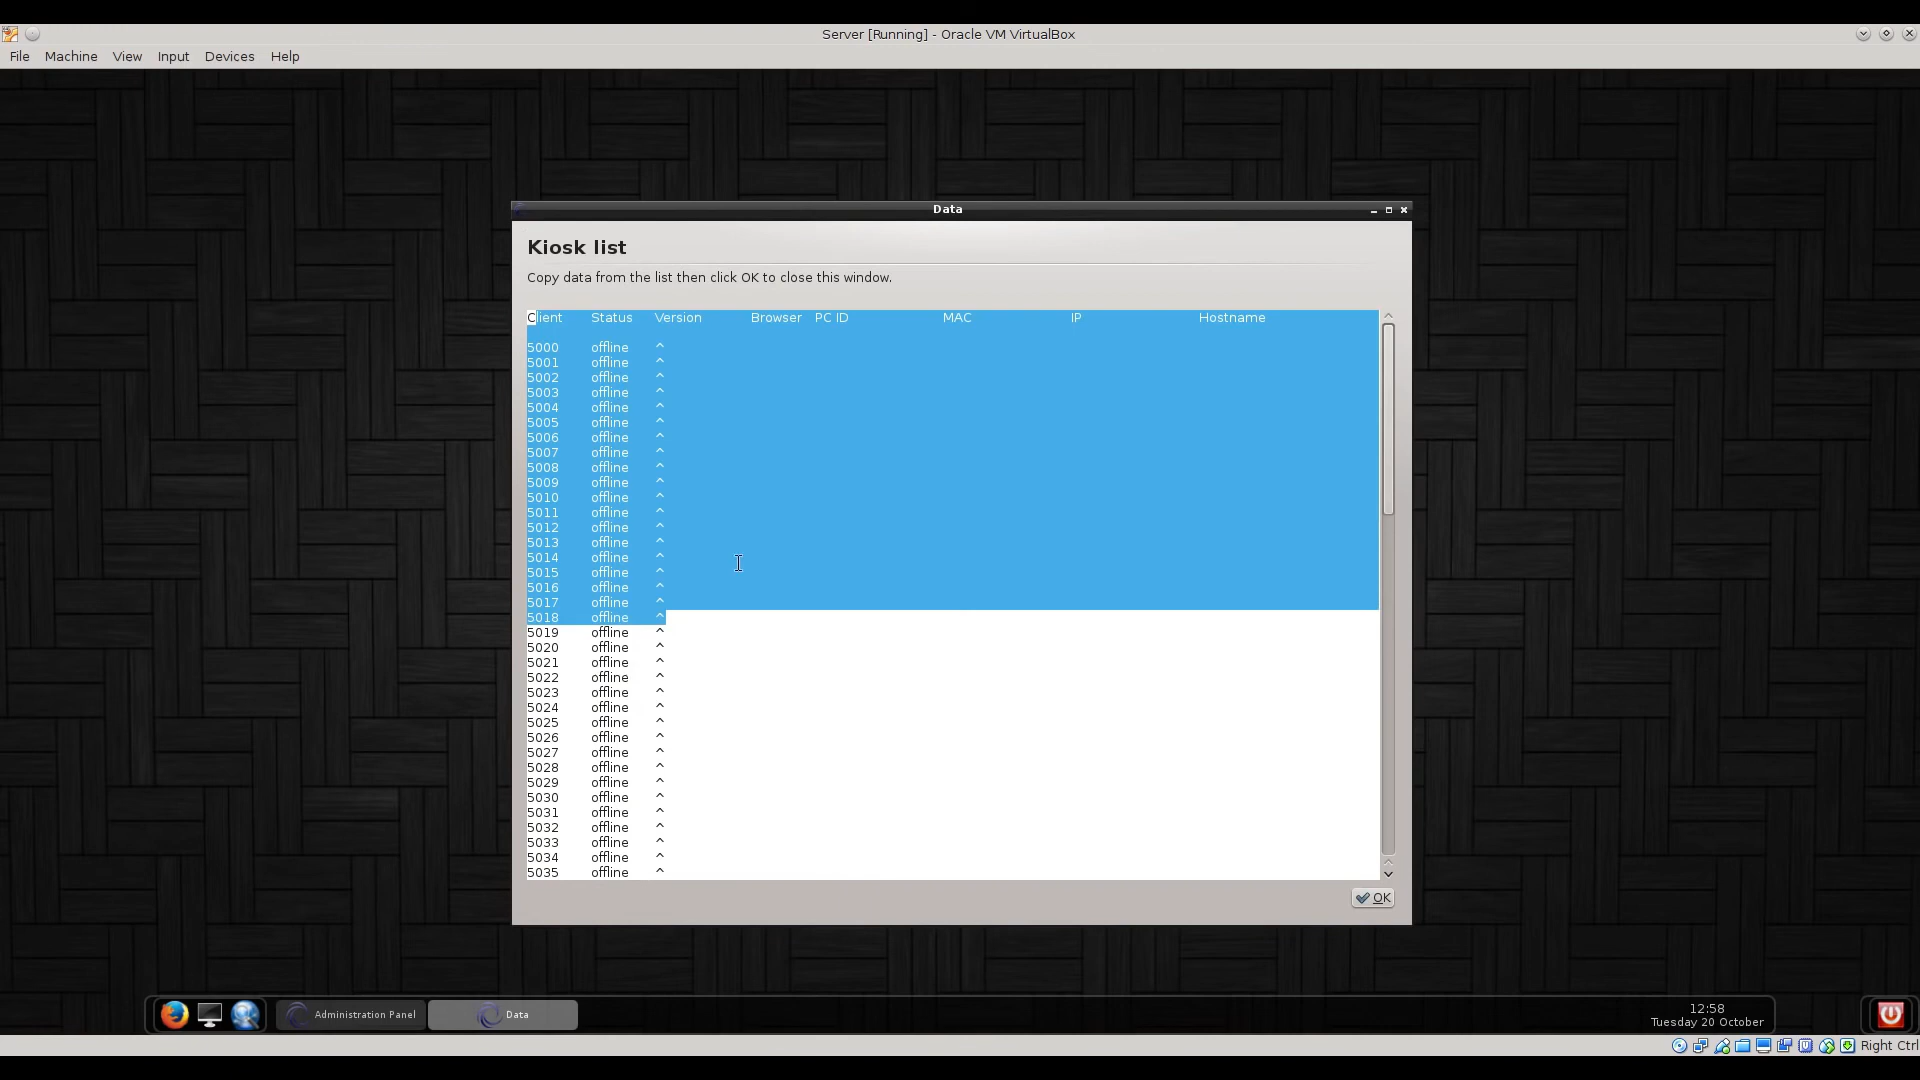 Server [Running] - Oracle VM VirtualBox
File Machine View Input Devices Help
Data
Kiosk list
Copy data from the list then click OK to close this window.
Client Status Version Browser PC ID MAC IP Hostname
5000 offline ^
5001 offline ^
5002 offline ^
5003 offline ^
5004 offline ^
5005 offline ^
5006 offline ^
5007 offline ^
5008 offline ^
5009 offline ^
5010 offline ^
5011 offline ^
5012 offline ^
5013 offline ^
5014 offline ^
5015 offline ^
5016 offline ^
5017 offline ^
5018 offline ^
5019 offline ^
5020 offline ^
5021 offline ^
5022 offline ^
5023 offline ^
5024 offline ^
5025 offline ^
5026 offline ^
5027 offline ^
5028 offline ^
5029 offline ^
5030 offline ^
5031 offline ^
5032 offline ^
5033 offline ^
5034 offline ^
5035 offline ^
OK
Administration Panel Data
12:58
Tuesday 20 October
Right Ctrl